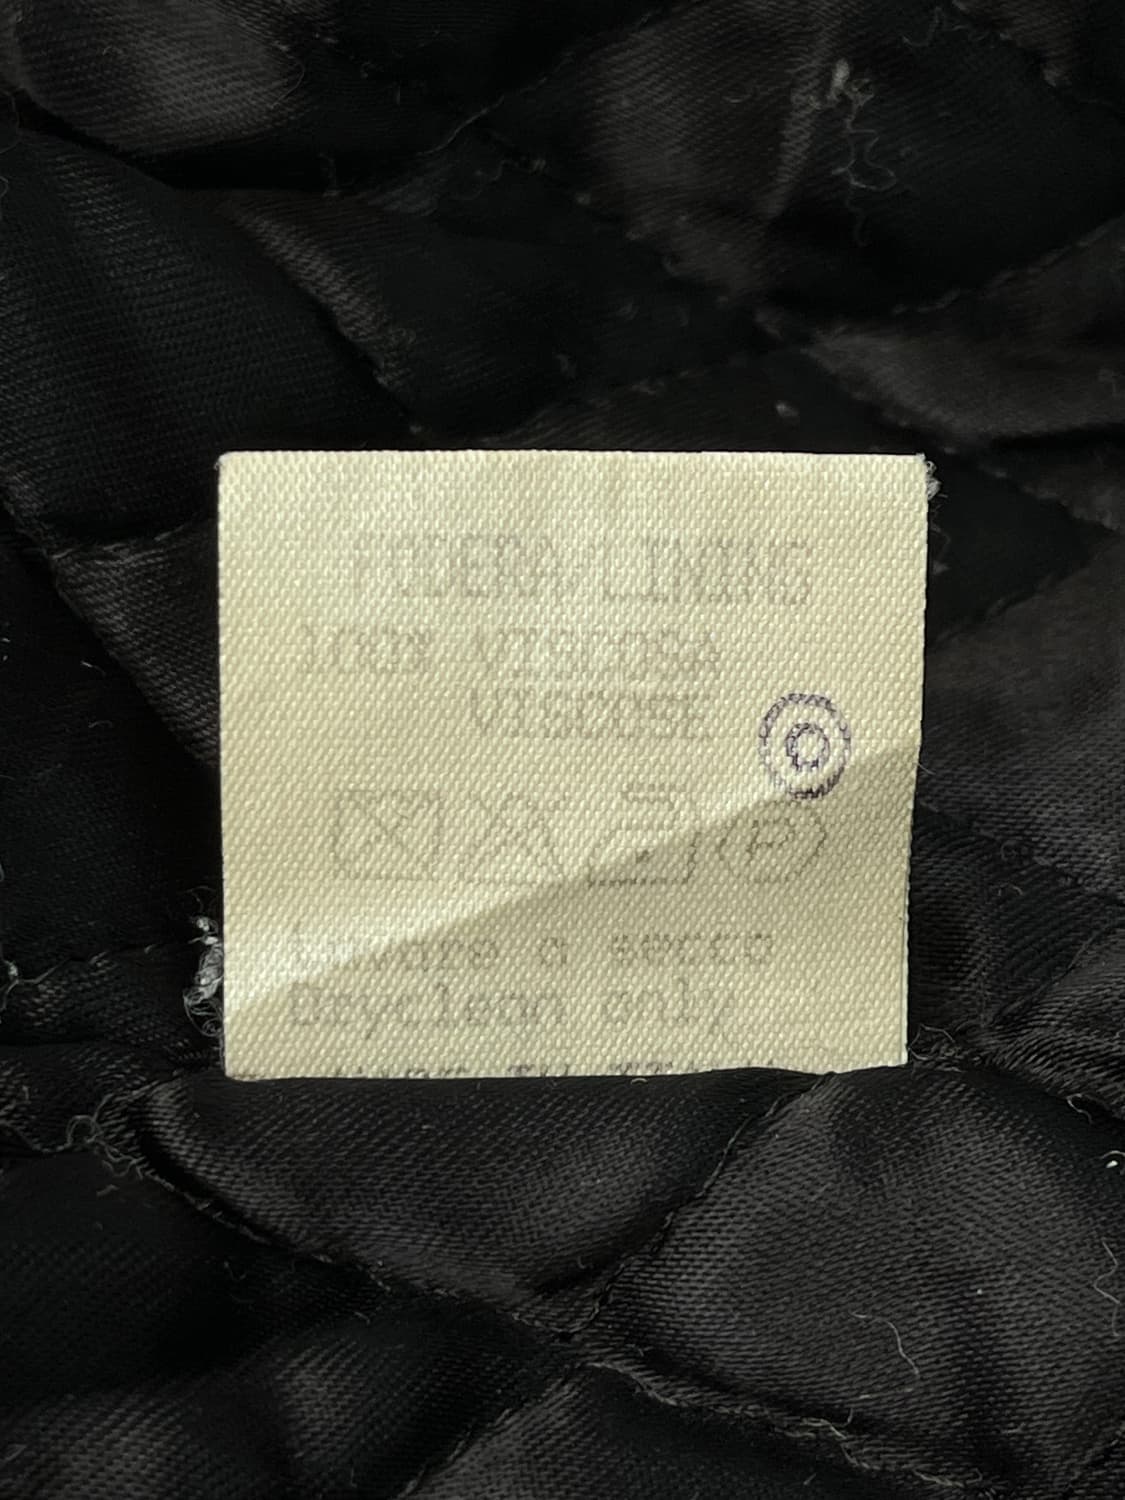 FODERA/LINING
100% VISCOSA
VISCOSE
P
Lavare a secco
Dryclean only